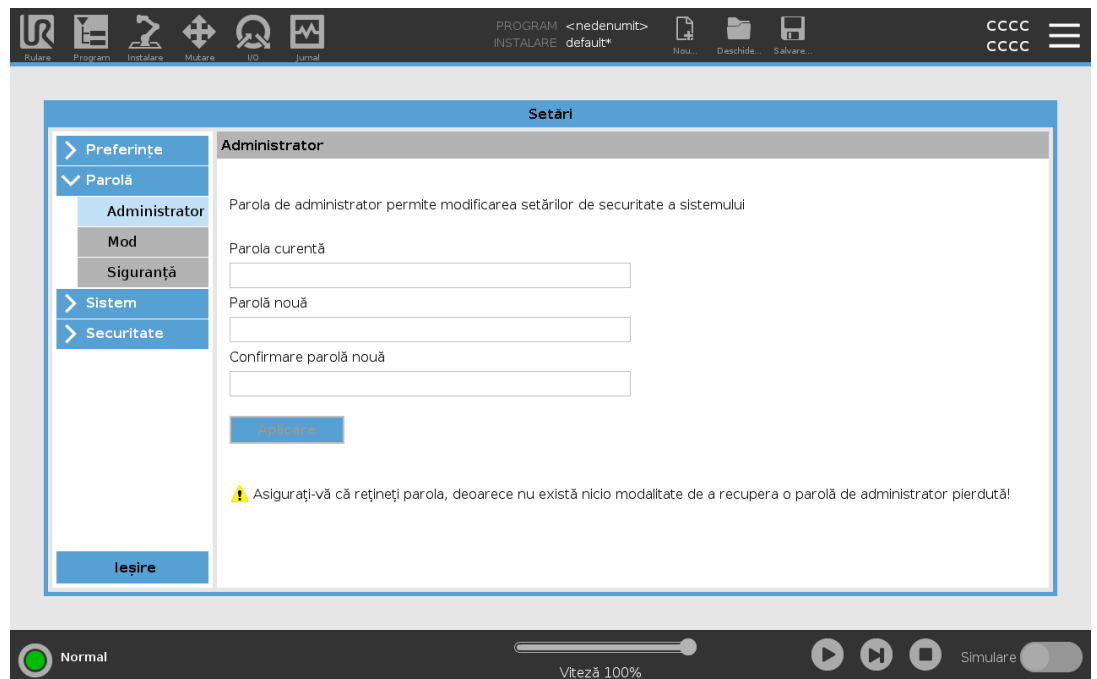 UR
PROGRAM <nedenumit>
INSTALARE default*
cccc
cccc
Rulare Program Instalare Mutare I/O Jurnal Nou... Deschide... Salvare...
Setări
Preferințe
Parolă
Administrator
Mod
Siguranță
Sistem
Securitate
Ieșire
Administrator
Parola de administrator permite modificarea setărilor de securitate a sistemului
Parola curentă
Parolă nouă
Confirmare parolă nouă
Aplicare
Asigurați-vă că rețineți parola, deoarece nu există nicio modalitate de a recupera o parolă de administrator pierdută!
Normal
Viteză 100%
Simulare